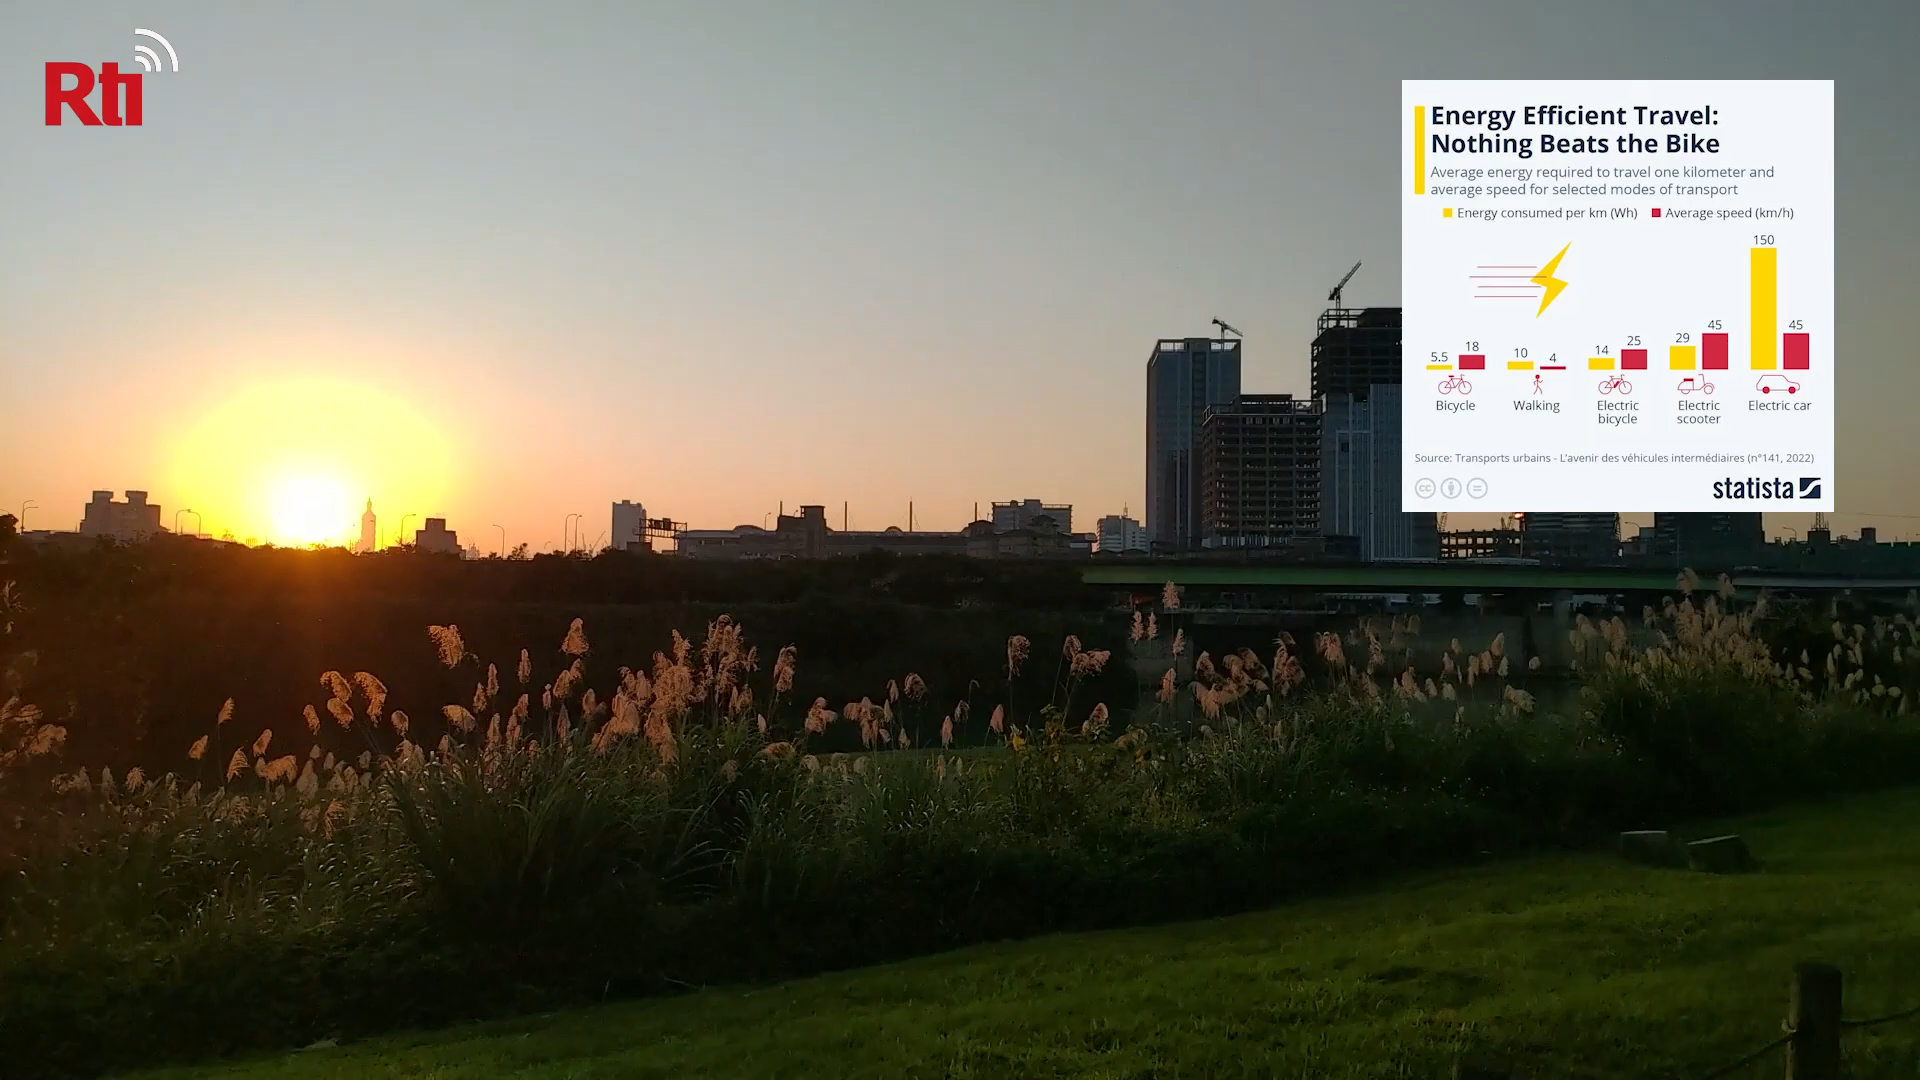 Rti
Energy Efficient Travel:
Nothing Beats the Bike
Average energy required to travel one kilometer and
average speed for selected modes of transport
Energy consumed per km (Wh) Average speed (km/h)
150
45 45
29
25
18
14
10
5.5
4
Bicycle Walking Electric bicycle Electric scooter Electric car
Source: Transports urbains - L'avenir des véhicules intermédiaires (n°141, 2022)
cc
statista